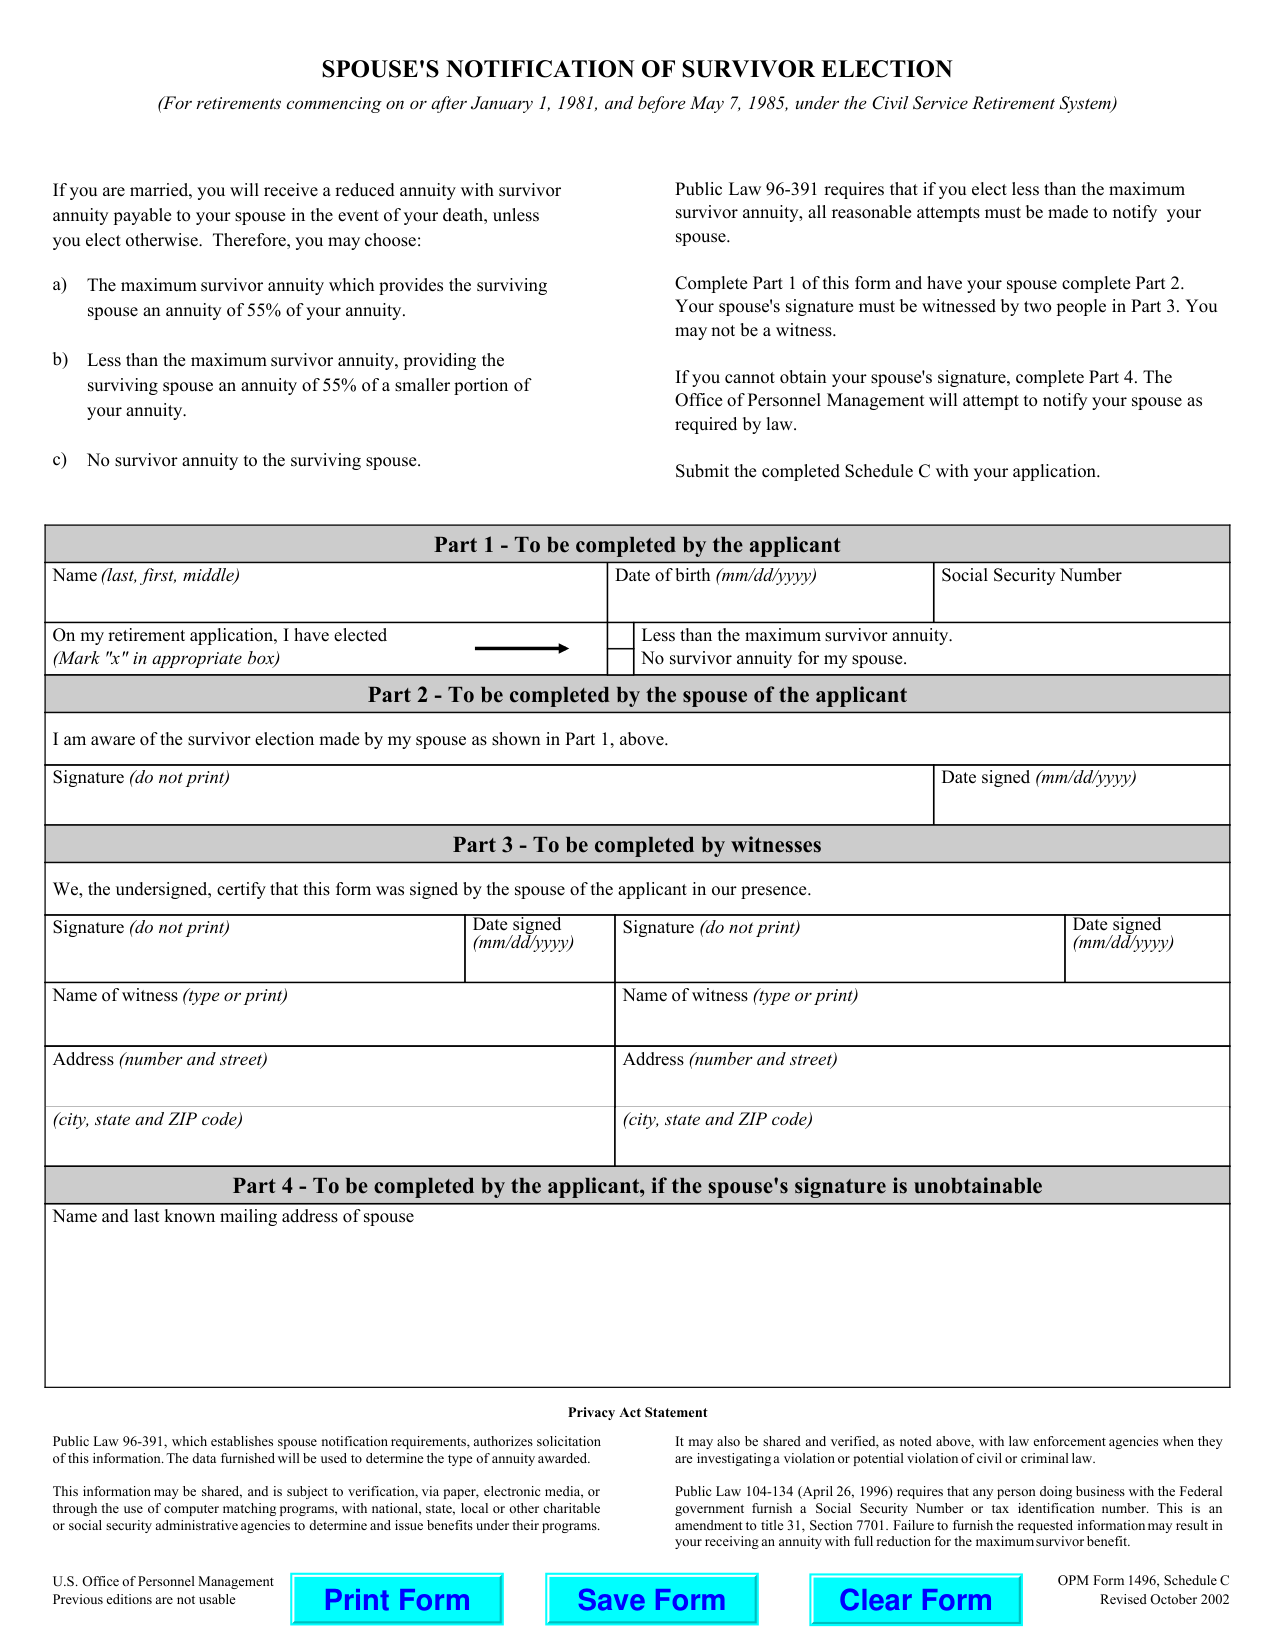 SPOUSE'S NOTIFICATION OF SURVIVOR ELECTION
(For retirements commencing on or after January 1, 1981, and before May 7, 1985, under the Civil Service Retirement System)
If you are married, you will receive a reduced annuity with survivor
annuity payable to your spouse in the event of your death, unless
you elect otherwise. Therefore, you may choose:
a) The maximum survivor annuity which provides the surviving
spouse an annuity of 55% of your annuity.
b) Less than the maximum survivor annuity, providing the
surviving spouse an annuity of 55% of a smaller portion of
your annuity.
c) No survivor annuity to the surviving spouse.
Public Law 96-391 requires that if you elect less than the maximum
survivor annuity, all reasonable attempts must be made to notify your
spouse.
Complete Part 1 of this form and have your spouse complete Part 2.
Your spouse's signature must be witnessed by two people in Part 3. You
may not be a witness.
If you cannot obtain your spouse's signature, complete Part 4. The
Office of Personnel Management will attempt to notify your spouse as
required by law.
Submit the completed Schedule C with your application.
Part 1 - To be completed by the applicant
Name (last, first, middle)
Date of birth (mm/dd/yyyy)
Social Security Number
On my retirement application, I have elected
(Mark "x" in appropriate box)
Less than the maximum survivor annuity.
No survivor annuity for my spouse.
Part 2 - To be completed by the spouse of the applicant
I am aware of the survivor election made by my spouse as shown in Part 1, above.
Signature (do not print)
Date signed (mm/dd/yyyy)
Part 3 - To be completed by witnesses
We, the undersigned, certify that this form was signed by the spouse of the applicant in our presence.
Signature (do not print)
Date signed
(mm/dd/yyyy)
Signature (do not print)
Date signed
(mm/dd/yyyy)
Name of witness (type or print)
Name of witness (type or print)
Address (number and street)
Address (number and street)
(city, state and ZIP code)
(city, state and ZIP code)
Part 4 - To be completed by the applicant, if the spouse's signature is unobtainable
Name and last known mailing address of spouse
Privacy Act Statement
Public Law 96-391, which establishes spouse notification requirements, authorizes solicitation
of this information. The data furnished will be used to determine the type of annuity awarded.
This information may be shared, and is subject to verification, via paper, electronic media, or
through the use of computer matching programs, with national, state, local or other charitable
or social security administrative agencies to determine and issue benefits under their programs.
It may also be shared and verified, as noted above, with law enforcement agencies when they
are investigating a violation or potential violation of civil or criminal law.
Public Law 104-134 (April 26, 1996) requires that any person doing business with the Federal
government furnish a Social Security Number or tax identification number. This is an
amendment to title 31, Section 7701. Failure to furnish the requested information may result in
your receiving an annuity with full reduction for the maximum survivor benefit.
U.S. Office of Personnel Management
Previous editions are not usable
Print Form
Save Form
Clear Form
OPM Form 1496, Schedule C
Revised October 2002